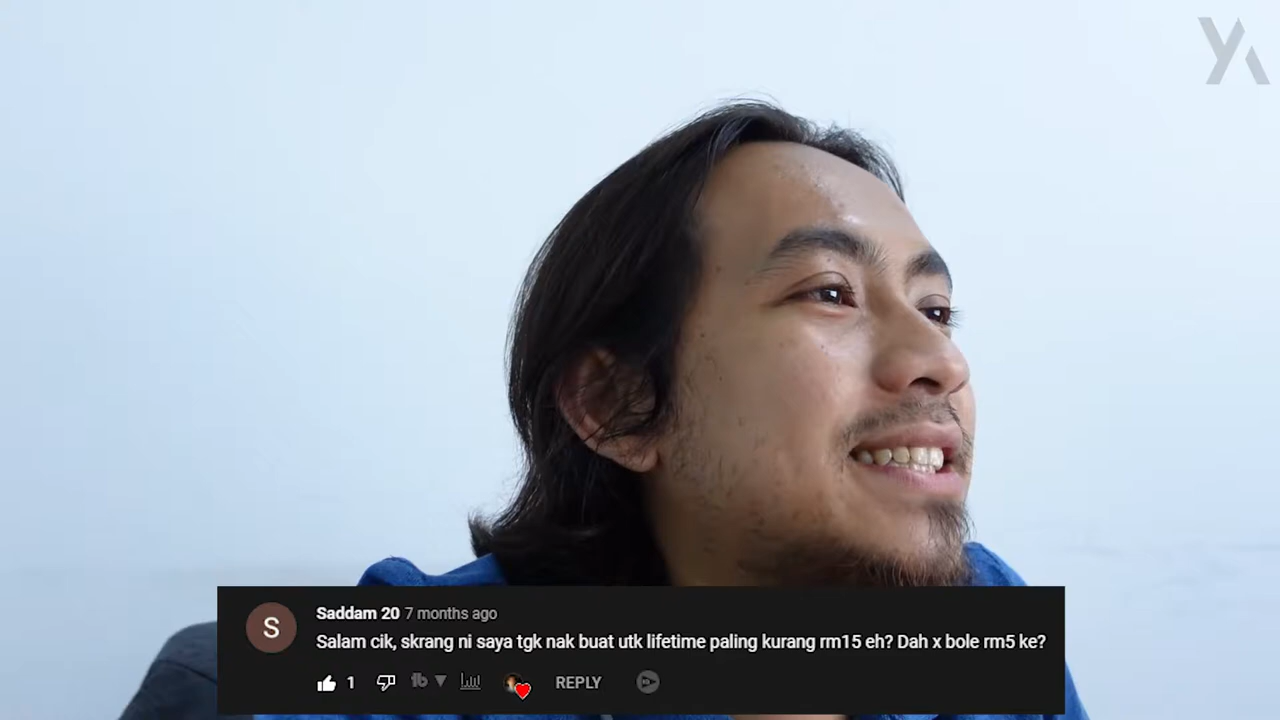 YA
S
Saddam 20 7 months ago
Salam cik, skrang ni saya tgk nak buat utk lifetime paling kurang rm15 eh? Dah x bole rm5 ke?
1 REPLY